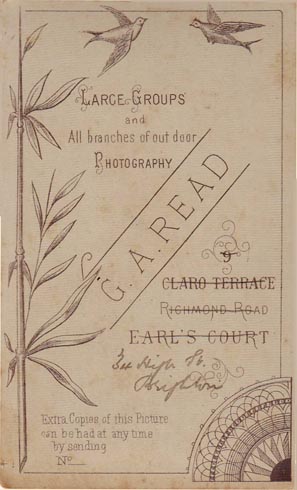 LARGE GROUPS
and
All branches of out door
PHOTOGRAPHY
G. A. READ
9
CLARO TERRACE
RICHMOND ROAD
EARL'S COURT
High St.
Brighton
Extra Copies of this Picture
can be had at any time
by sending
No